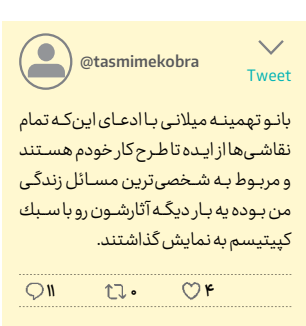 @tasmimekobra
Tweet
بانو تهمینه میلانی با ادعای این‌که تمام
نقاشی‌ها از ایده تا طرح کار خودم هستند
و مربوط به شخصی‌ترین مسائل زندگی
من بوده یه بار دیگه آثارشون رو با سبك
کپیتیسم به نمایش گذاشتند.
۱۱ ۰ ۴